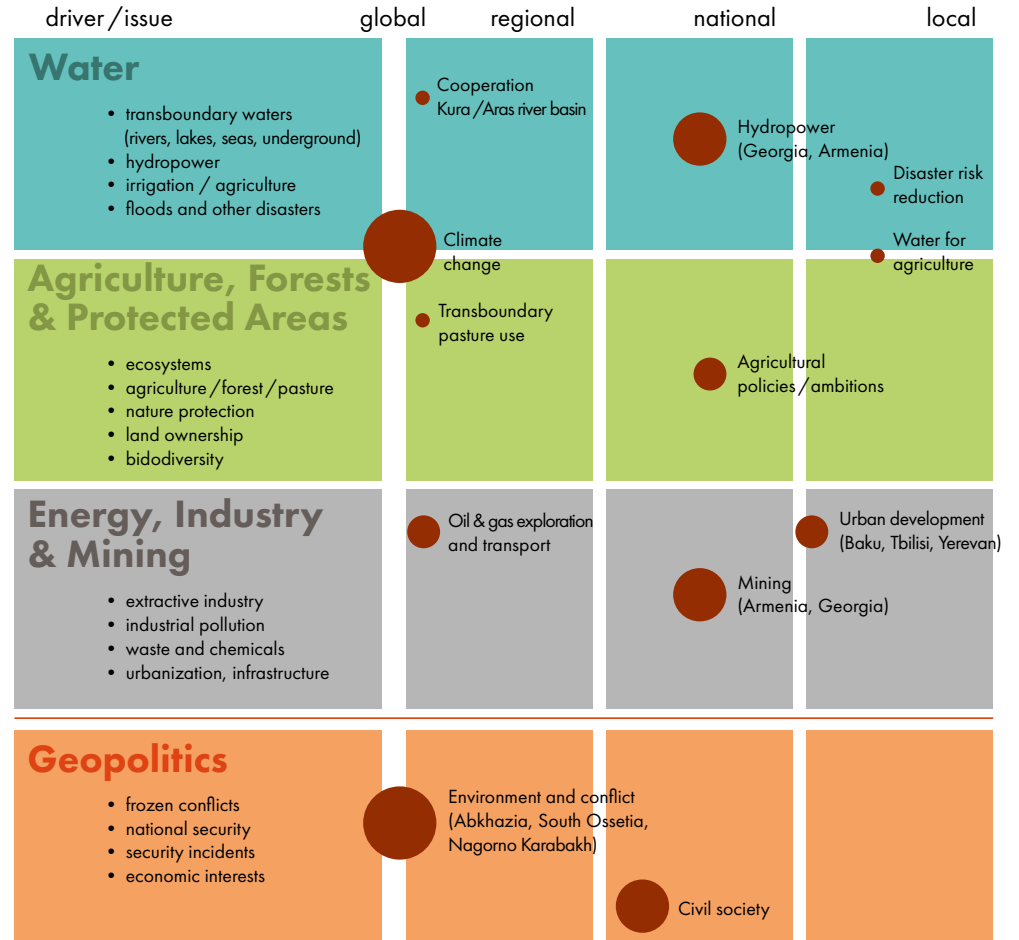 driver/issue global regional national local
Water
• transboundary waters
(rivers, lakes, seas, underground)
• hydropower
• irrigation / agriculture
• floods and other disasters
Cooperation
Kura/Aras river basin
Hydropower
(Georgia, Armenia)
Disaster risk
reduction
Climate
change
Water for
agriculture
Agriculture, Forests
& Protected Areas
• ecosystems
• agriculture/forest/pasture
• nature protection
• land ownership
• bidodiversity
Transboundary
pasture use
Agricultural
policies/ambitions
Energy, Industry
& Mining
• extractive industry
• industrial pollution
• waste and chemicals
• urbanization, infrastructure
Oil & gas exploration
and transport
Urban development
(Baku, Tbilisi, Yerevan)
Mining
(Armenia, Georgia)
Geopolitics
• frozen conflicts
• national security
• security incidents
• economic interests
Environment and conflict
(Abkhazia, South Ossetia,
Nagorno Karabakh)
Civil society